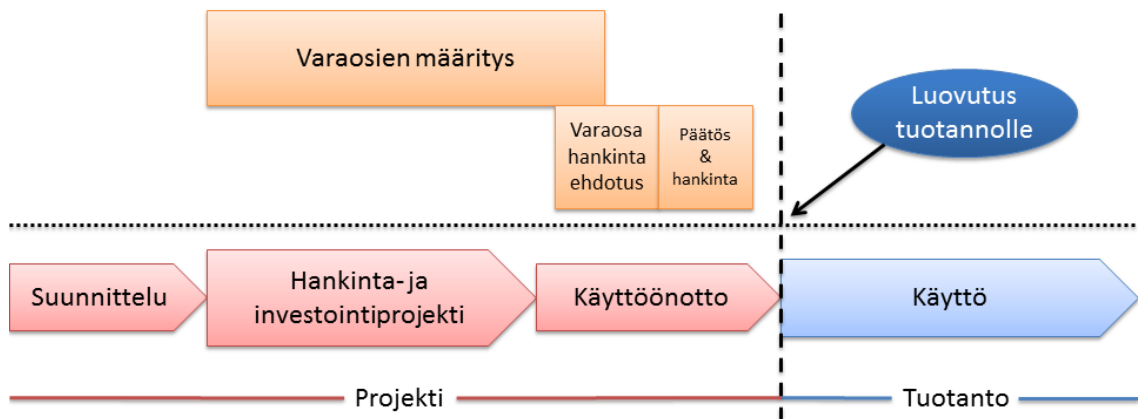 Varaosien määritys
Varaosa
hankinta
ehdotus
Päätös
&
hankinta
Luovutus
tuotannolle
Suunnittelu
Hankinta- ja
investointiprojekti
Käyttöönotto
Käyttö
Projekti
Tuotanto